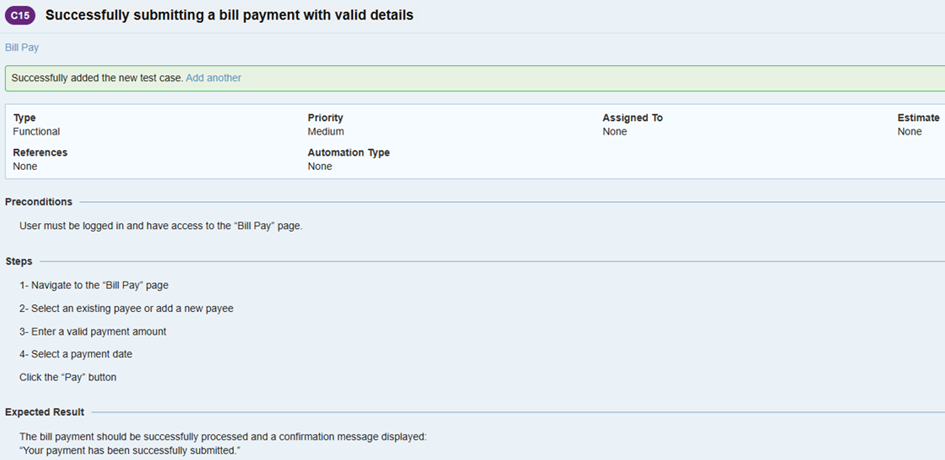 C15 Successfully submitting a bill payment with valid details
Bill Pay
Successfully added the new test case. Add another
Type Priority Assigned To Estimate
Functional Medium None None
References Automation Type
None None
Preconditions
User must be logged in and have access to the “Bill Pay” page.
Steps
1- Navigate to the “Bill Pay” page
2- Select an existing payee or add a new payee
3- Enter a valid payment amount
4- Select a payment date
Click the “Pay” button
Expected Result
The bill payment should be successfully processed and a confirmation message displayed:
“Your payment has been successfully submitted.”